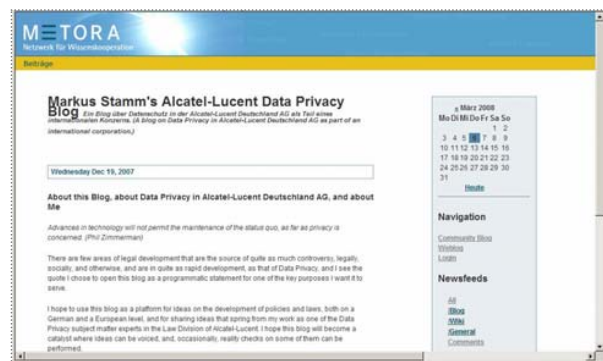 METORA
Netzwerk für Wissenskooperation
Beiträge
Markus Stamm's Alcatel-Lucent Data Privacy
Blog Ein Blog über Datenschutz in der Alcatel-Lucent Deutschland AG als Teil eines
internationalen Konzerns. (A blog on Data Privacy in Alcatel-Lucent Deutschland AG as part of an
international corporation.)
Wednesday Dec 19, 2007
About this Blog, about Data Privacy in Alcatel-Lucent Deutschland AG, and about
Me
Advances in technology will not permit the maintenance of the status quo, as far as privacy is
concerned. (Phil Zimmerman)
There are few areas of legal development that are the source of quite as much controversy, legally,
socially, and otherwise, and are in quite as rapid development, as that of Data Privacy, and I see the
quote I chose to open this blog as a programmatic statement for one of the key purposes I want it to
serve.
I hope to use this blog as a platform for ideas on the development of policies and laws, both on a
German and a European level, and for sharing ideas that spring from my work as one of the Data
Privacy subject matter experts in the Law Division of Alcatel-Lucent. I hope this blog will become a
catalyst where ideas can be voiced, and, occasionally, reality checks on some of them can be
performed.
« März 2008
Mo Di Mi Do Fr Sa So
1 2
3 4 5 6 7 8 9
10 11 12 13 14 15 16
17 18 19 20 21 22 23
24 25 26 27 28 29 30
31
Heute
Navigation
Community Blog
Weblog
Login
Newsfeeds
All
/Blog
/Wiki
/General
Comments